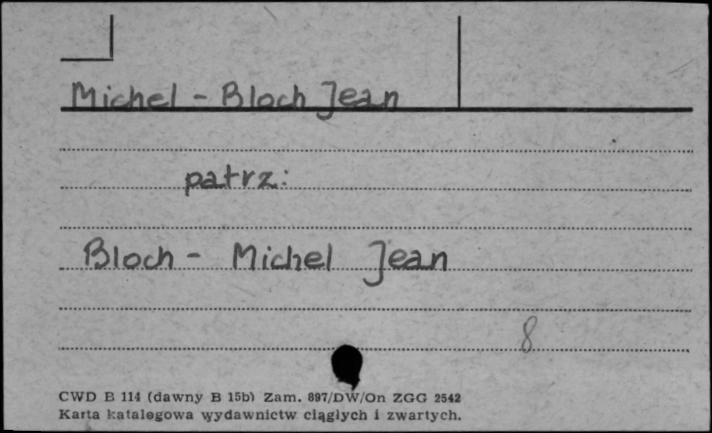 Michel - Bloch Jean
patrz:
Bloch - Michel Jean
8
CWD B 114 (dawny B 15b) Zam. 897/DW/On ZGG 2542
Karta katalogowa wydawnictw ciągłych i zwartych.